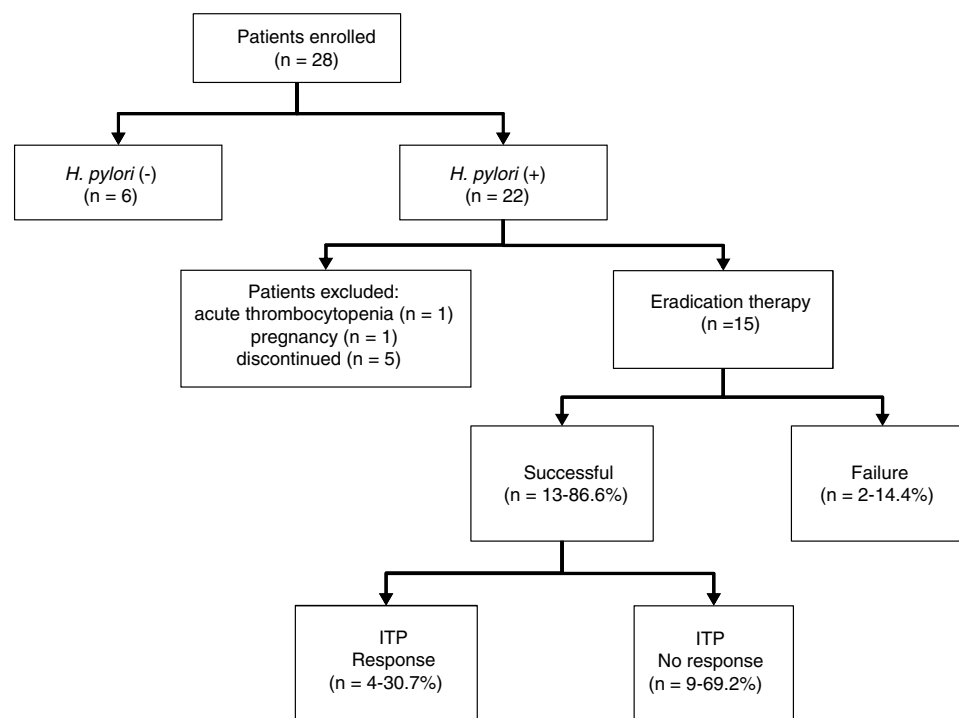 Patients enrolled
(n = 28)
H. pylori (-)
(n = 6)
H. pylori (+)
(n = 22)
Patients excluded:
acute thrombocytopenia (n = 1)
pregnancy (n = 1)
discontinued (n = 5)
Eradication therapy
(n =15)
Successful
(n = 13-86.6%)
Failure
(n = 2-14.4%)
ITP
Response
(n = 4-30.7%)
ITP
No response
(n = 9-69.2%)